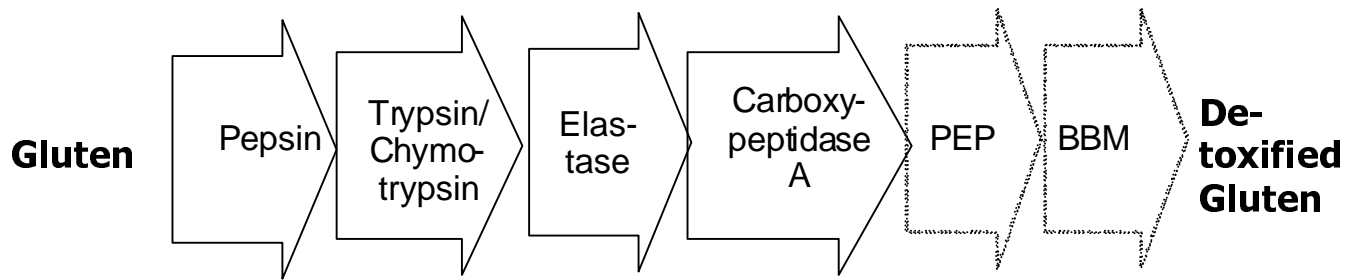 Gluten
Pepsin
Trypsin/
Chymo-
trypsin
Elas-
tase
Carboxy-
peptidase
A
PEP
BBM
De-
toxified
Gluten